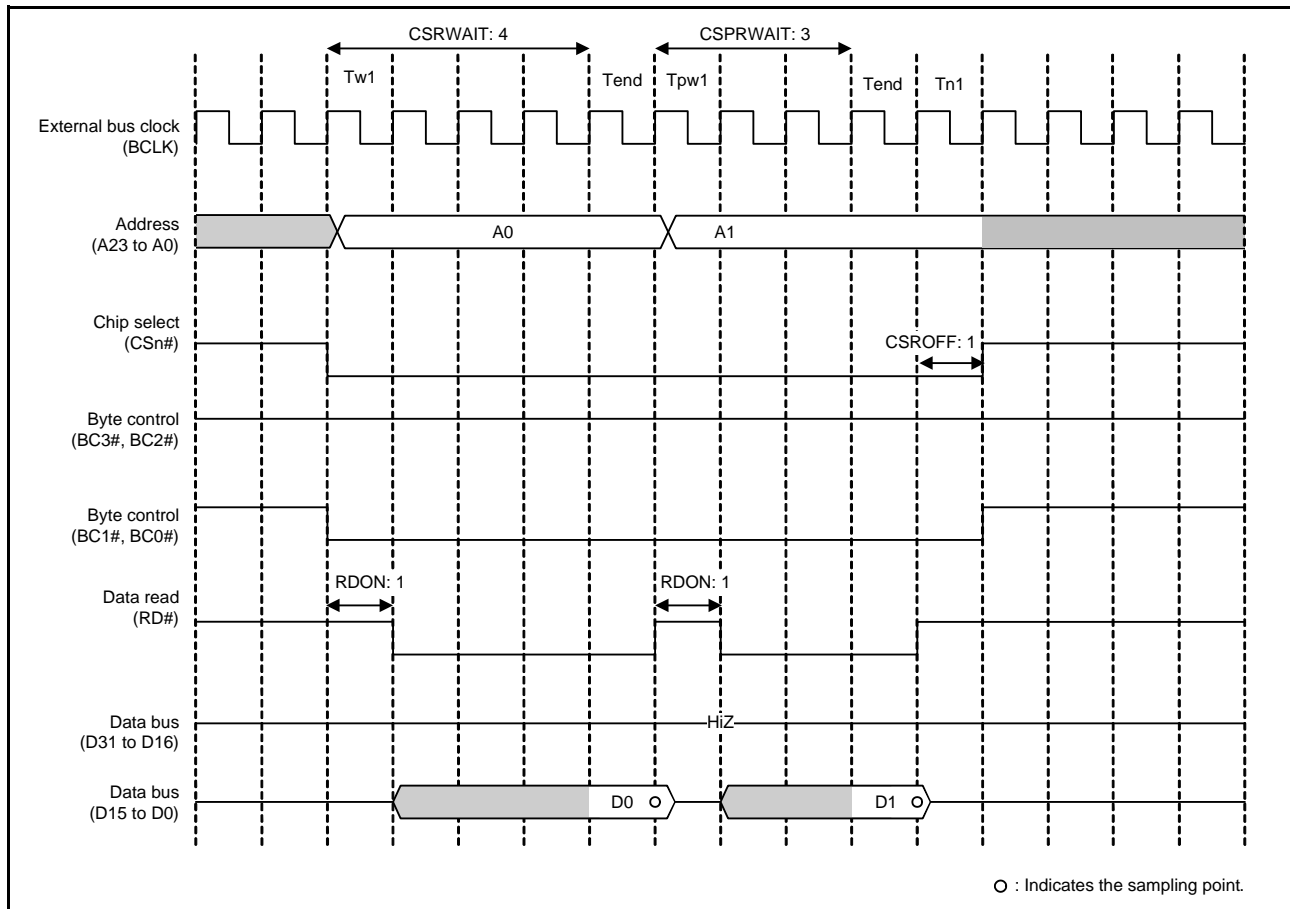 CSRWAIT: 4
CSPRWAIT: 3
Tw1
Tend
Tpw1
Tend
Tn1
External bus clock
(BCLK)
Address
(A23 to A0)
A0
A1
Chip select
(CSn#)
CSROFF: 1
Byte control
(BC3#, BC2#)
Byte control
(BC1#, BC0#)
RDON: 1
RDON: 1
Data read
(RD#)
Data bus
(D31 to D16)
HiZ
Data bus
(D15 to D0)
D0
D1
: Indicates the sampling point.